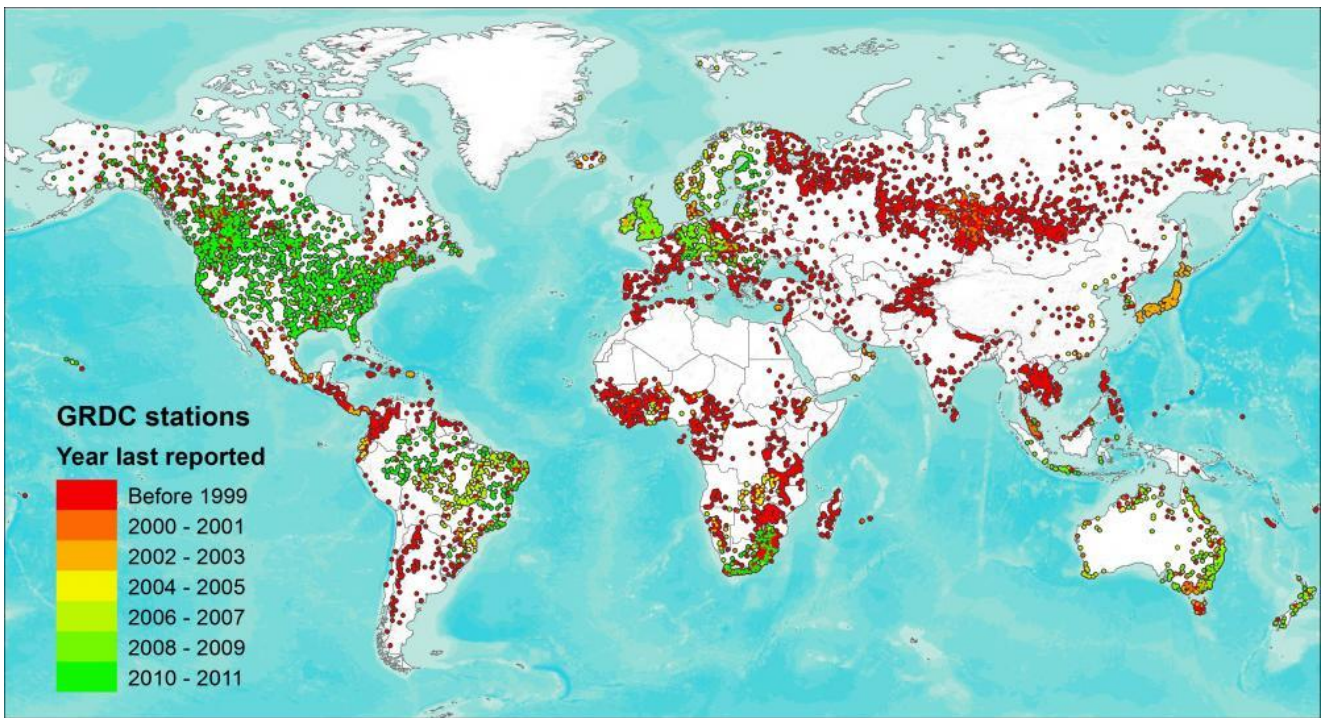 GRDC stations
Year last reported
Before 1999
2000 - 2001
2002 - 2003
2004 - 2005
2006 - 2007
2008 - 2009
2010 - 2011